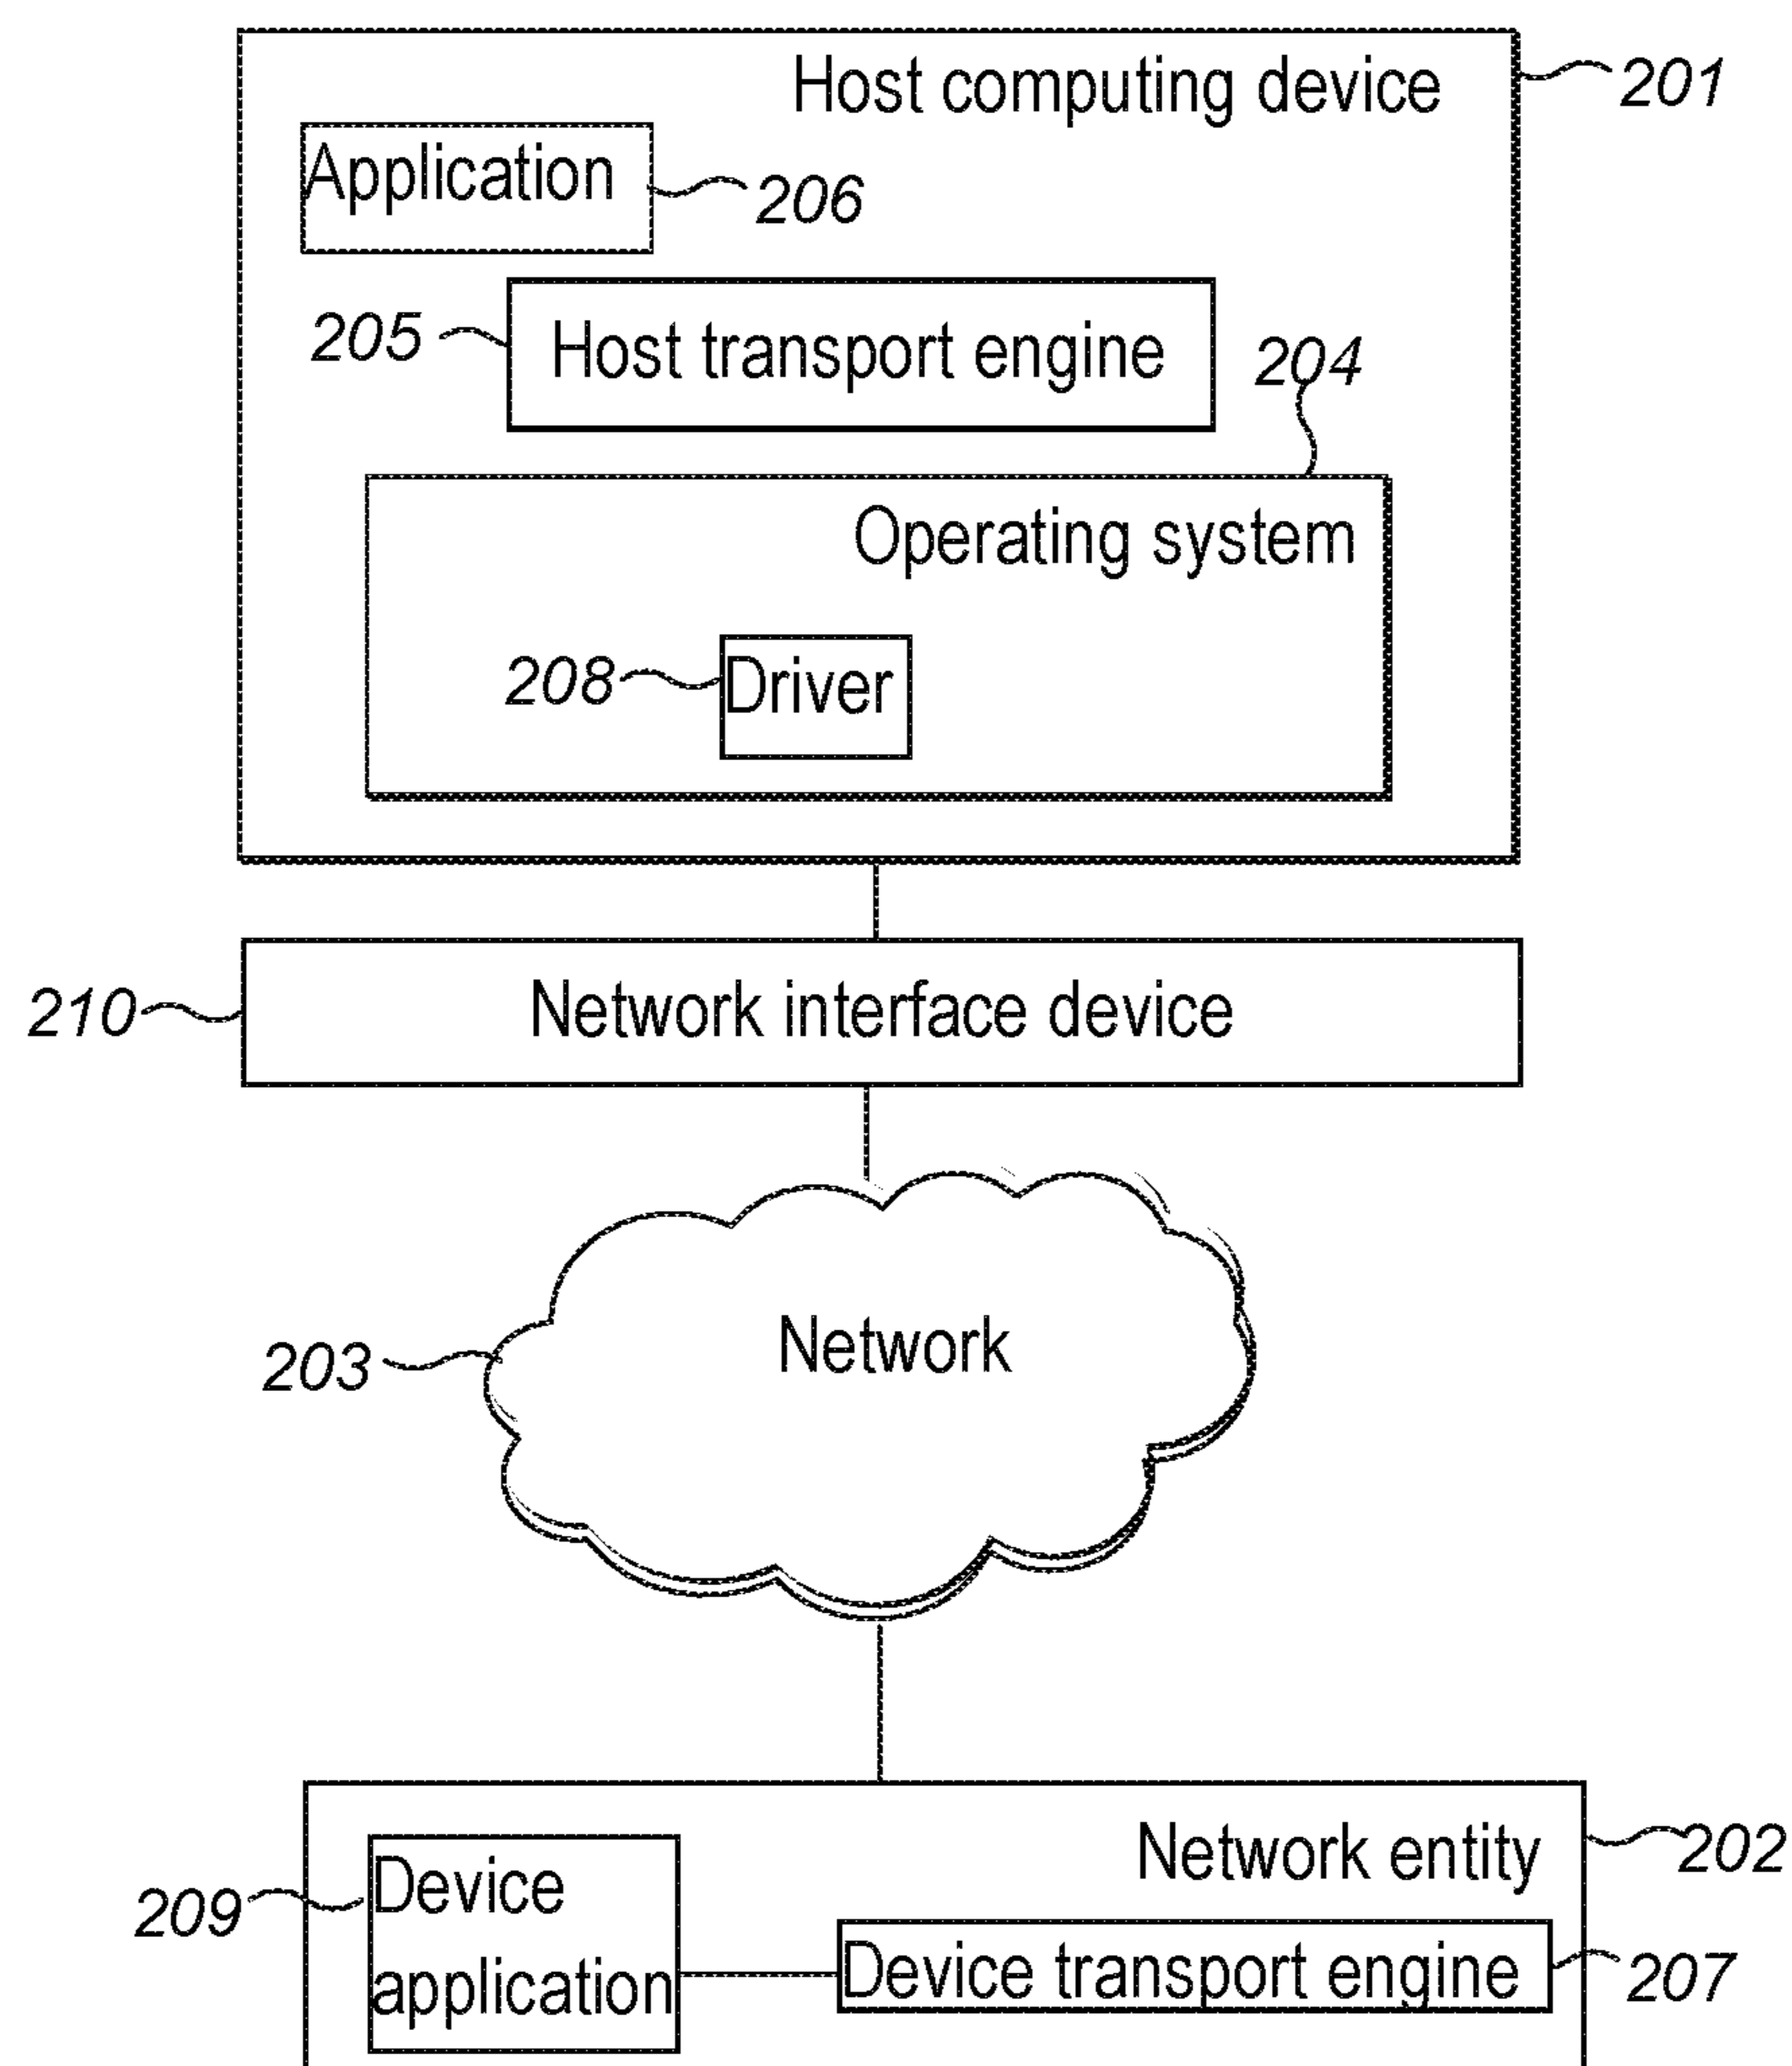 Host computing device
201
Application
206
205
Host transport engine
204
Operating system
208
Driver
210
Network interface device
203
Network
Network entity
202
209
Device
application
Device transport engine
207